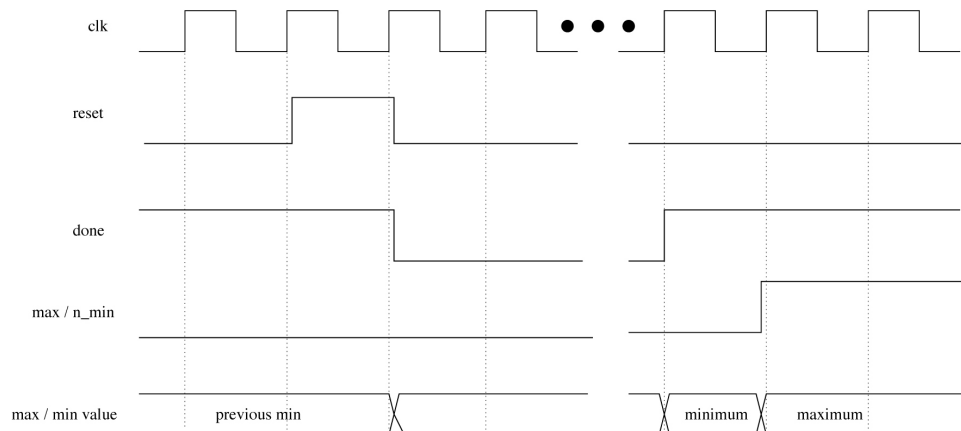 clk
reset
done
max / n_min
max / min value
previous min
minimum
maximum